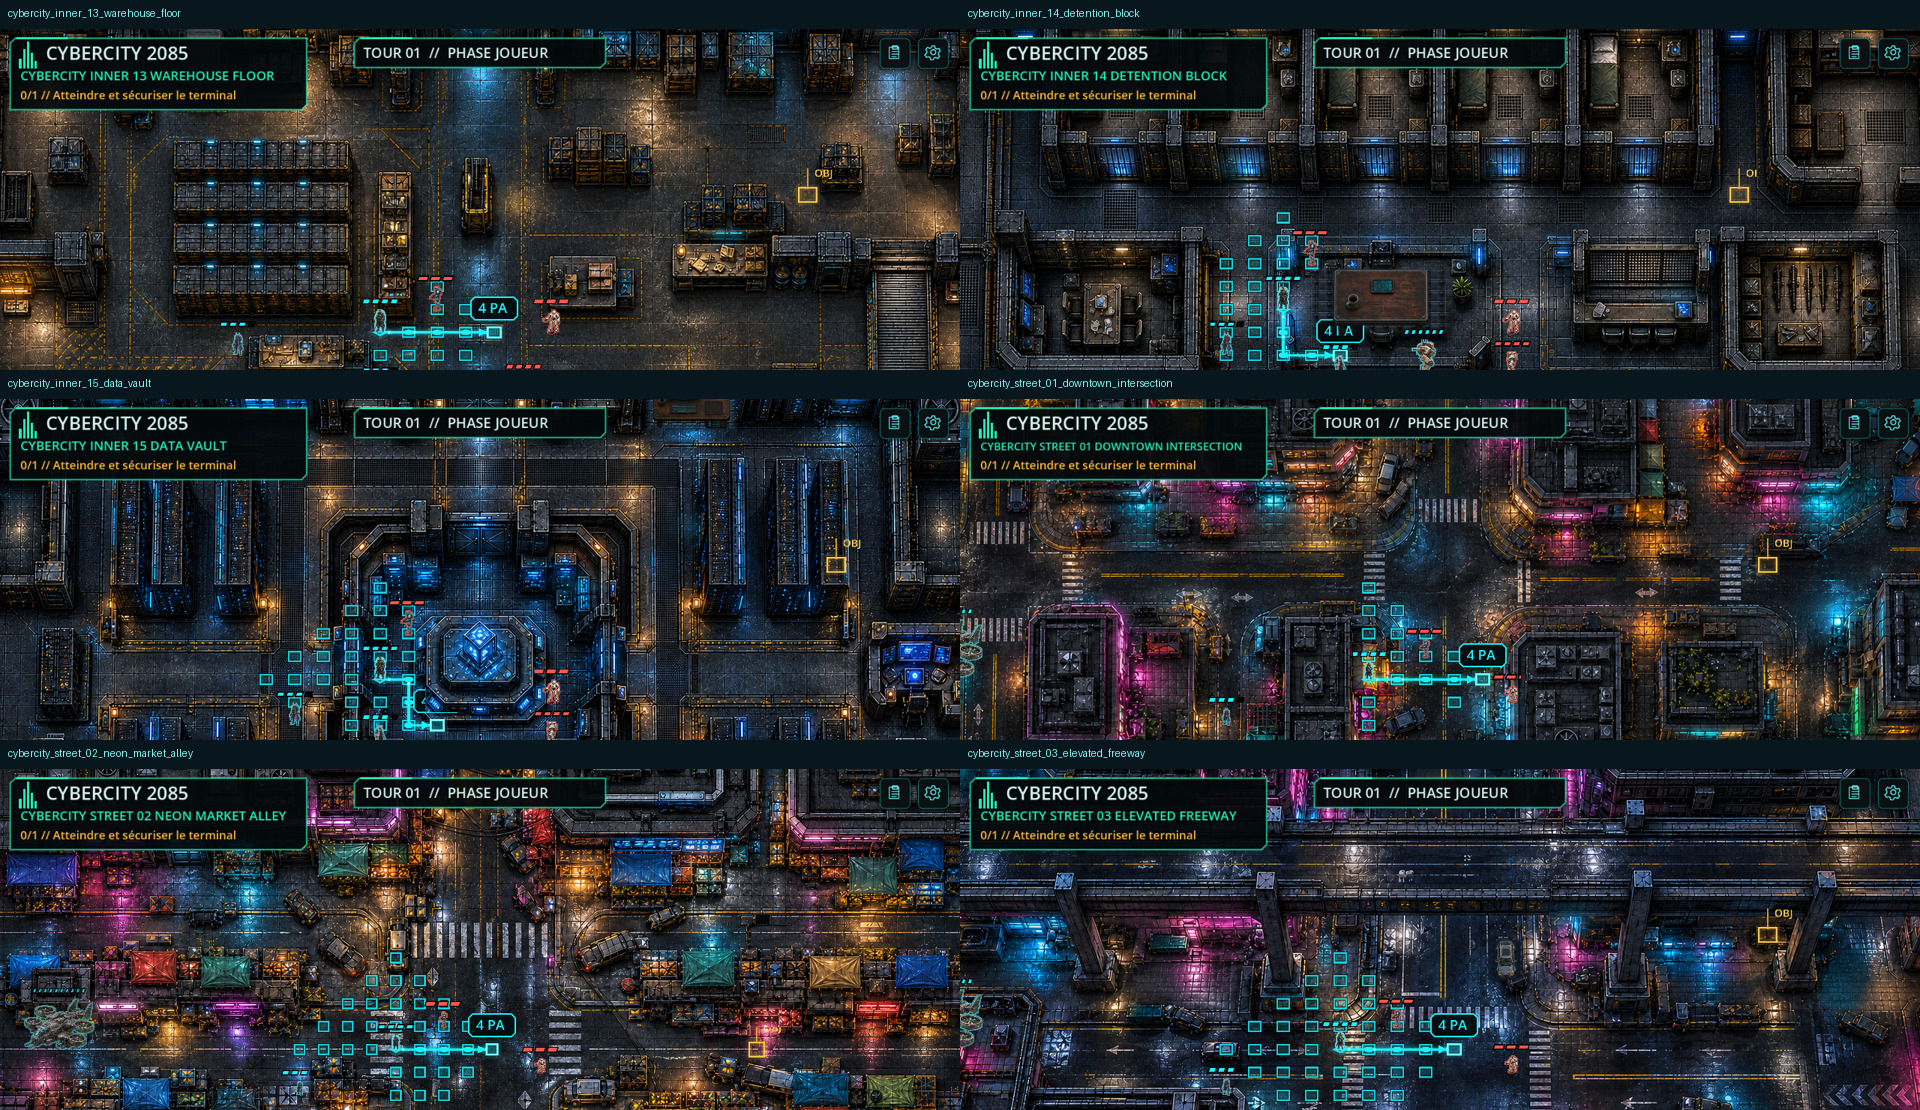 cybercity_inner_13_warehouse_floor
CYBERCITY 2085
CYBERCITY INNER 13 WAREHOUSE FLOOR
0/1 // Atteindre et sécuriser le terminal
TOUR 01 // PHASE JOUEUR
OBJ
4 PA
cybercity_inner_14_detention_block
CYBERCITY 2085
CYBERCITY INNER 14 DETENTION BLOCK
0/1 // Atteindre et sécuriser le terminal
TOUR 01 // PHASE JOUEUR
cybercity_inner_15_data_vault
CYBERCITY 2085
CYBERCITY INNER 15 DATA VAULT
0/1 // Atteindre et sécuriser le terminal
TOUR 01 // PHASE JOUEUR
OBJ
cybercity_street_01_downtown_intersection
CYBERCITY 2085
CYBERCITY STREET 01 DOWNTOWN INTERSECTION
0/1 // Atteindre et sécuriser le terminal
TOUR 01 // PHASE JOUEUR
OBJ
4 PA
cybercity_street_02_neon_market_alley
CYBERCITY 2085
CYBERCITY STREET 02 NEON MARKET ALLEY
0/1 // Atteindre et sécuriser le terminal
TOUR 01 // PHASE JOUEUR
4 PA
cybercity_street_03_elevated_freeway
CYBERCITY 2085
CYBERCITY STREET 03 ELEVATED FREEWAY
0/1 // Atteindre et sécuriser le terminal
TOUR 01 // PHASE JOUEUR
OBJ
4 PA